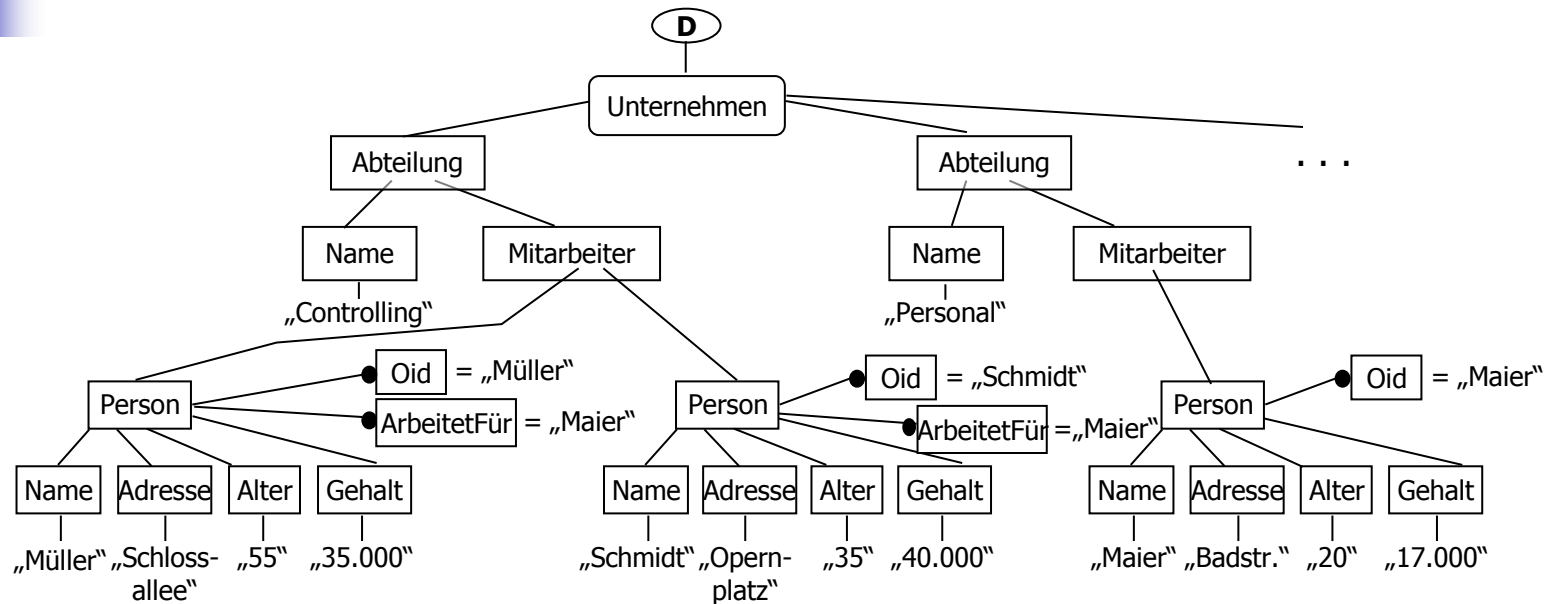 D
Unternehmen
Abteilung Abteilung . . .
Name Mitarbeiter Name Mitarbeiter
„Controlling“ „Personal“
Oid = „Müller“ Oid = „Schmidt“ Oid = „Maier“
Person Person Person
ArbeitetFür = „Maier“ ArbeitetFür =„Maier“
Name Adresse Alter Gehalt Name Adresse Alter Gehalt Name Adresse Alter Gehalt
„Müller“ „Schloss- „55“ „35.000“ „Schmidt“ „Opern- „35“ „40.000“ „Maier“ „Badstr.“ „20“ „17.000“
allee“ platz“